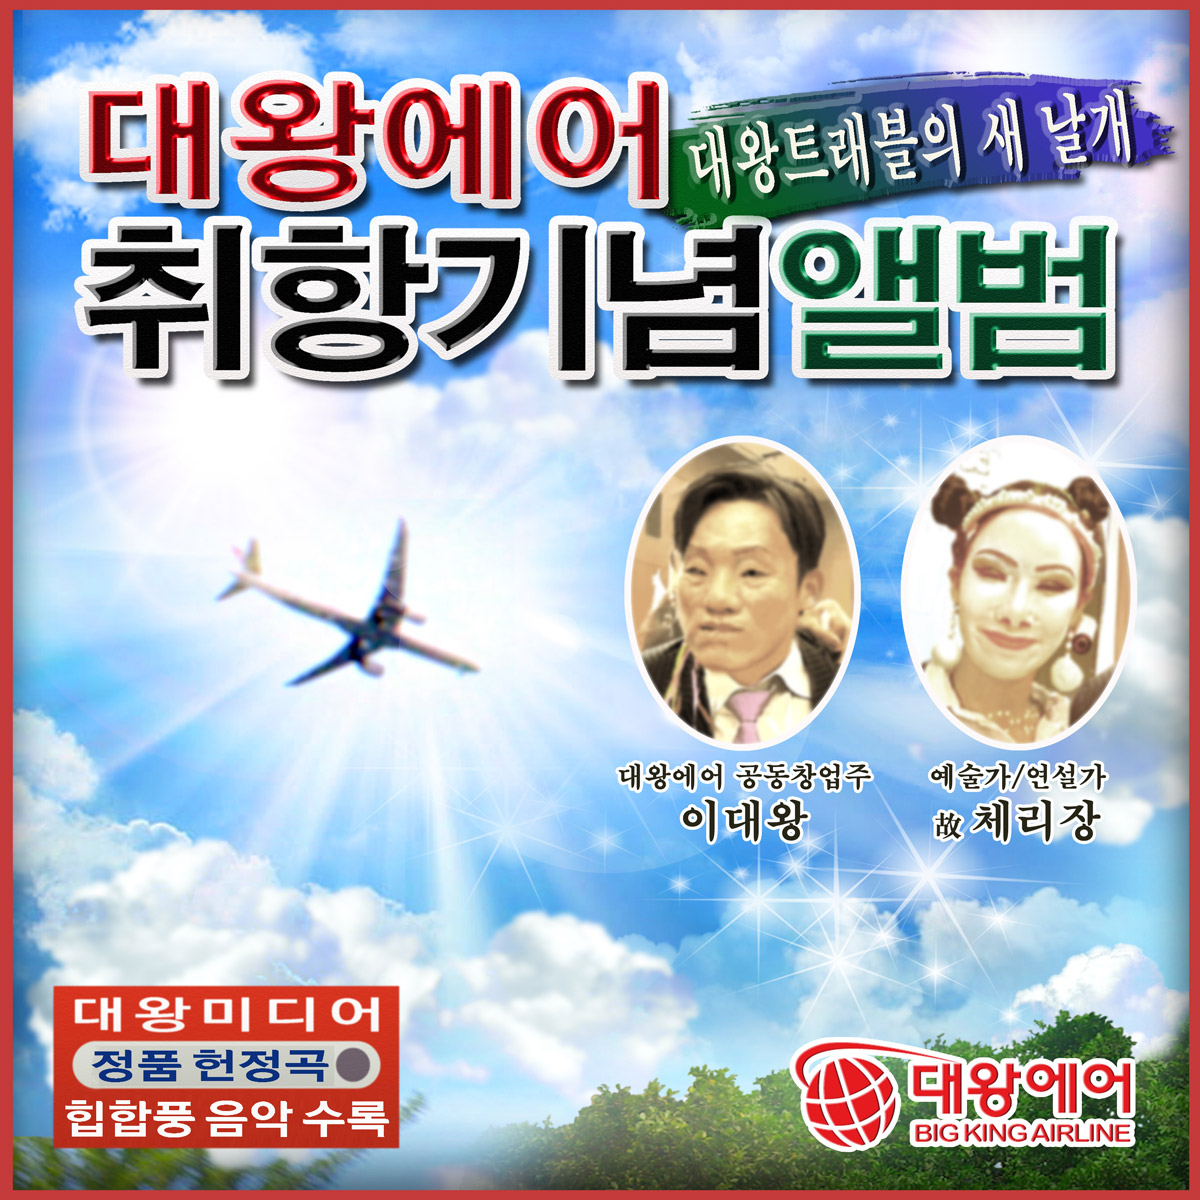 대왕에어
대왕트래블의 새 날개
취항기념앨범
대왕에어 공동창업주
이대왕
예술가/연설가
故 체리장
대왕미디어
정품 헌정곡
힙합풍 음악 수록
대왕에어
BIG KING AIRLINE